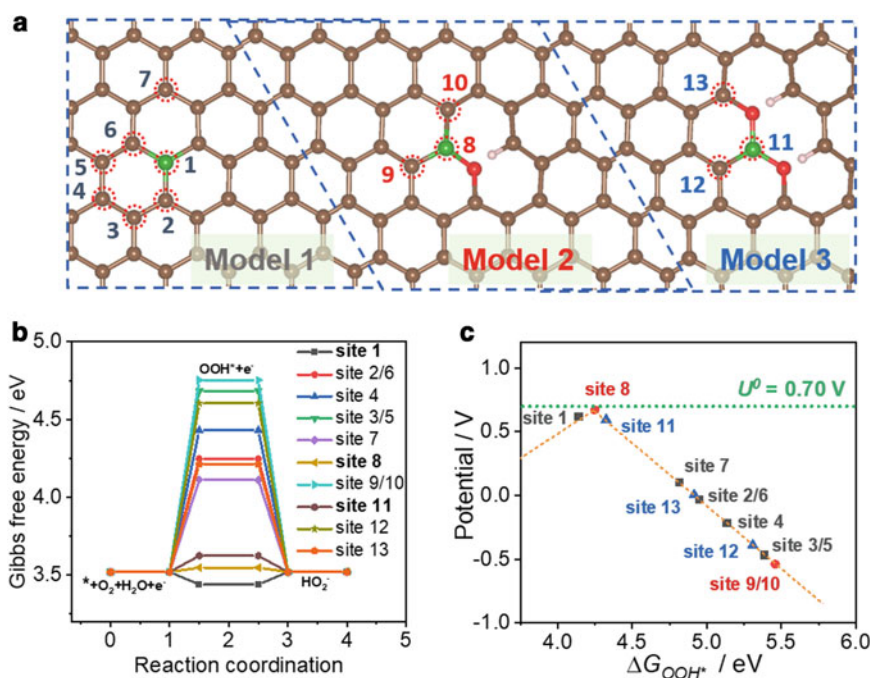 a
7
10
13
6
1
8
11
5
9
12
4
3
2
Model 1
Model 2
Model 3
b
Gibbs free energy / eV
5.0
4.5
4.0
3.5
3.0
OOH*+e-
*+O2+H2O+e-
HO2-
site 1
site 2/6
site 4
site 3/5
site 7
site 8
site 9/10
site 11
site 12
site 13
0 1 2 3 4 5
Reaction coordination
c
Potential / V
1.0
0.5
0.0
-0.5
-1.0
U⁰ = 0.70 V
site 8
site 1
site 11
site 7
site 2/6
site 13
site 4
site 12
site 3/5
site 9/10
4.0 4.5 5.0 5.5 6.0
ΔG_OOH* / eV